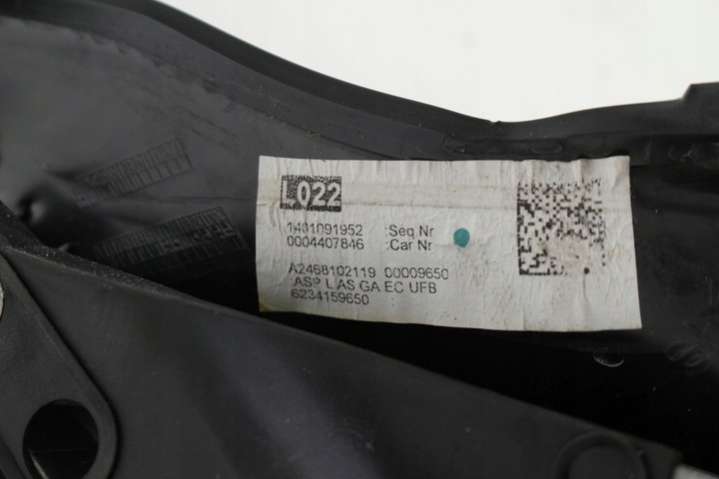 L022
1401091952 :Seq Nr
0004407846 :Car Nr
A2468102119 00009650
ASP L AS GA EC UFB
6234159650